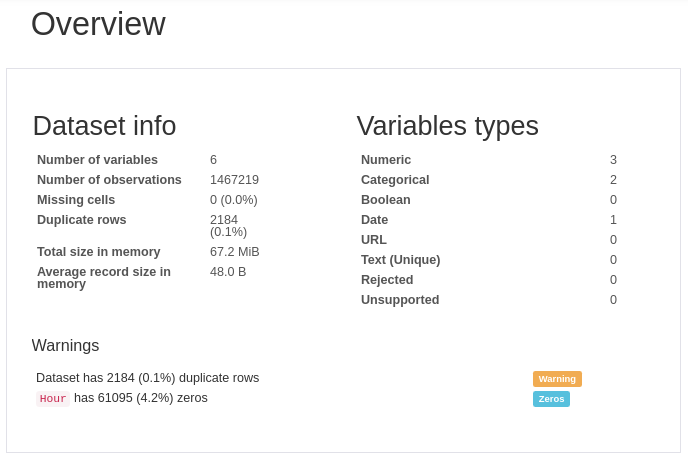 Overview
Dataset info
Number of variables 6
Number of observations 1467219
Missing cells 0 (0.0%)
Duplicate rows 2184
(0.1%)
Total size in memory 67.2 MiB
Average record size in 48.0 B
memory
Variables types
Numeric 3
Categorical 2
Boolean 0
Date 1
URL 0
Text (Unique) 0
Rejected 0
Unsupported 0
Warnings
Dataset has 2184 (0.1%) duplicate rows Warning
Hour has 61095 (4.2%) zeros Zeros